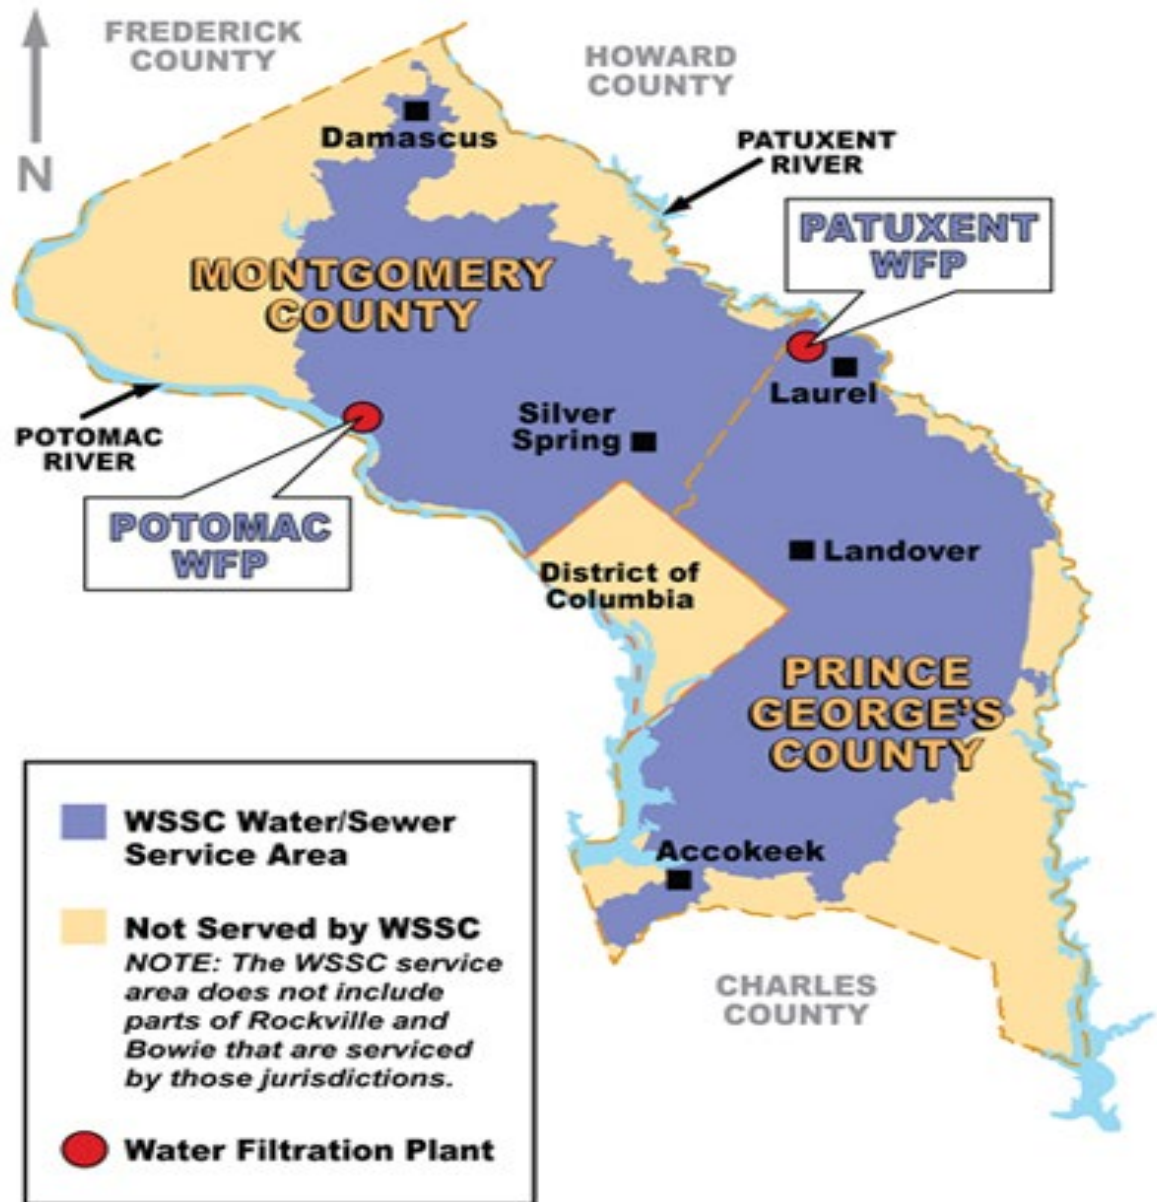 FREDERICK
COUNTY
HOWARD
COUNTY
N
Damascus
PATUXENT
RIVER
PATUXENT
WFP
MONTGOMERY
COUNTY
Laurel
Silver
Spring
POTOMAC
RIVER
POTOMAC
WFP
Landover
District of
Columbia
PRINCE
GEORGE'S
COUNTY
Accokeek
CHARLES
COUNTY
WSSC Water/Sewer
Service Area
Not Served by WSSC
NOTE: The WSSC service
area does not include
parts of Rockville and
Bowie that are serviced
by those jurisdictions.
Water Filtration Plant